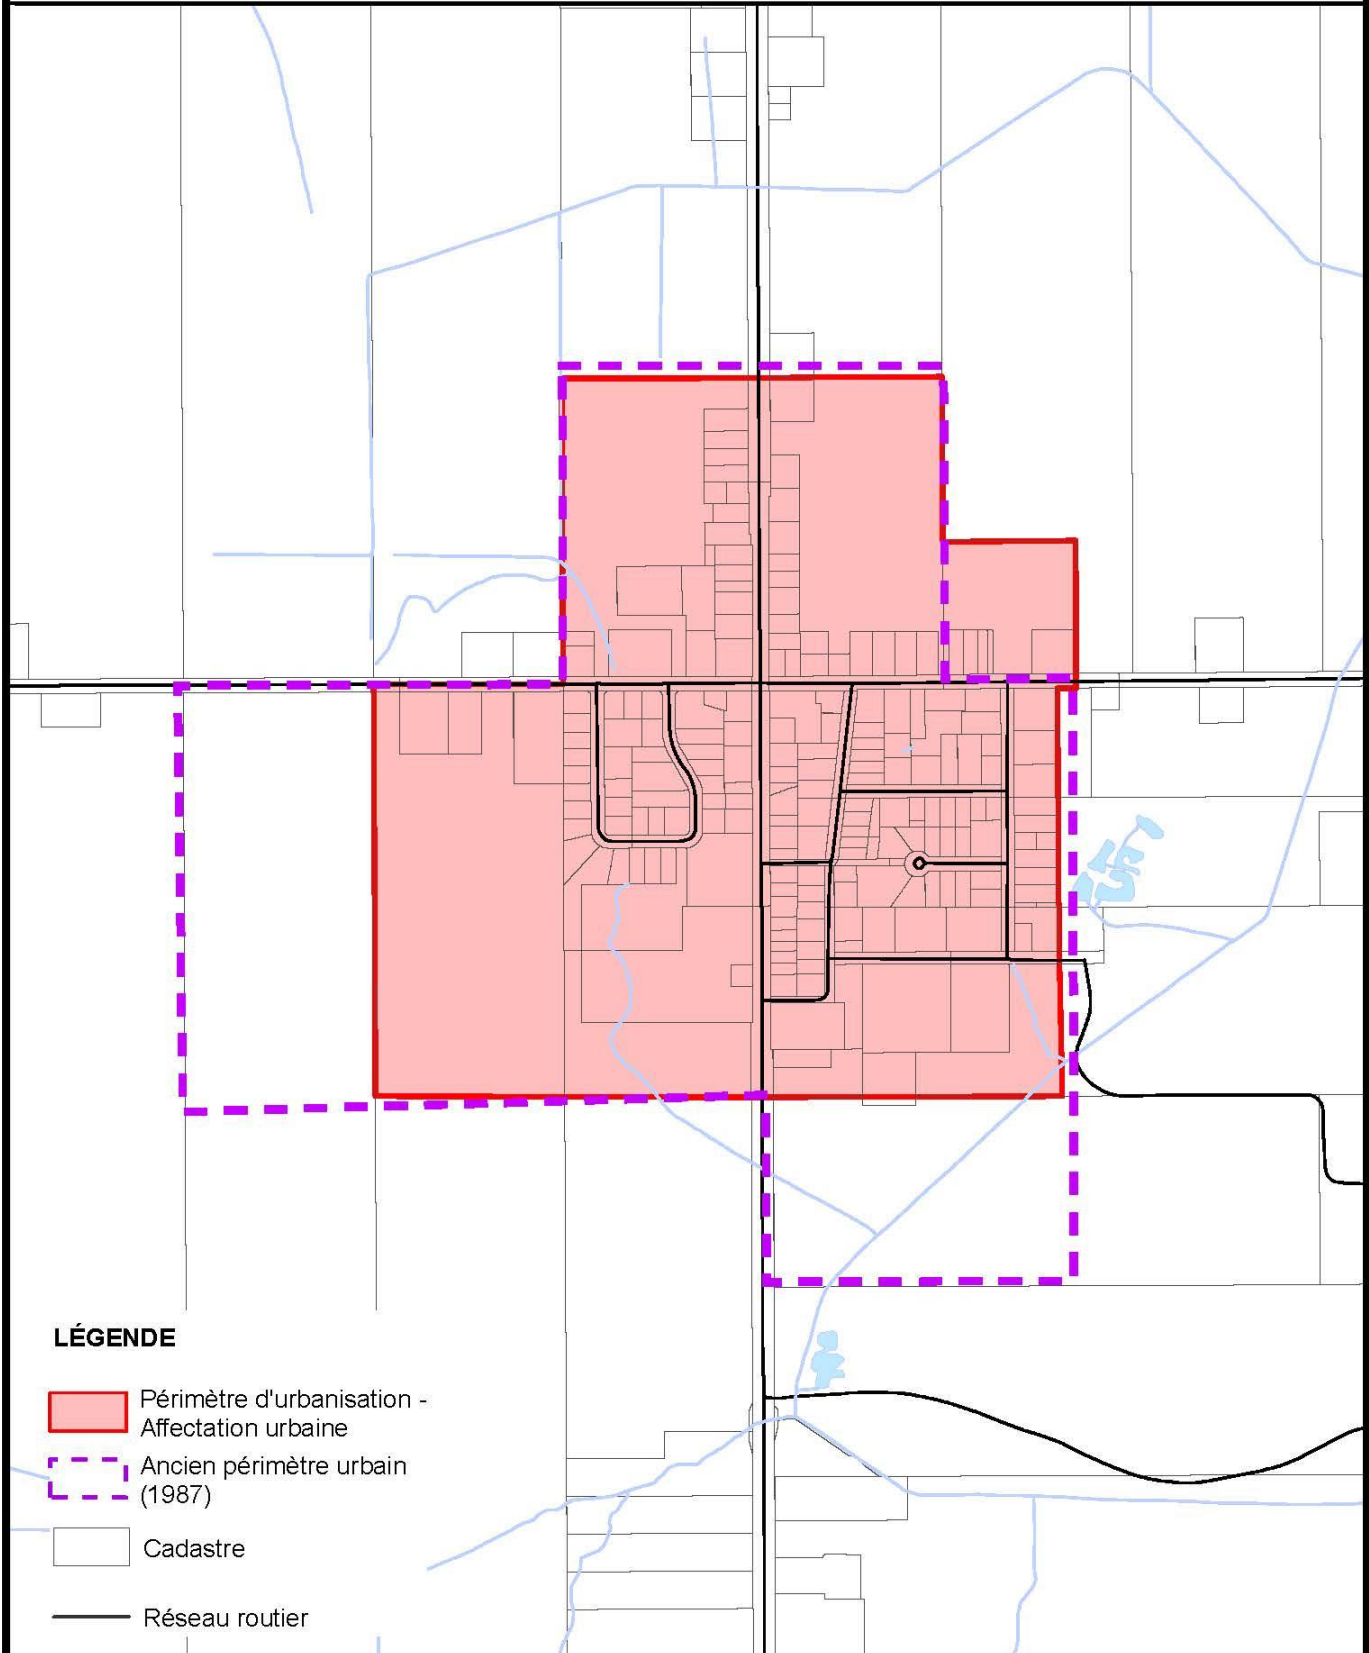 LÉGENDE
Périmètre d'urbanisation -
Affectation urbaine
Ancien périmètre urbain
(1987)
Cadastre
Réseau routier